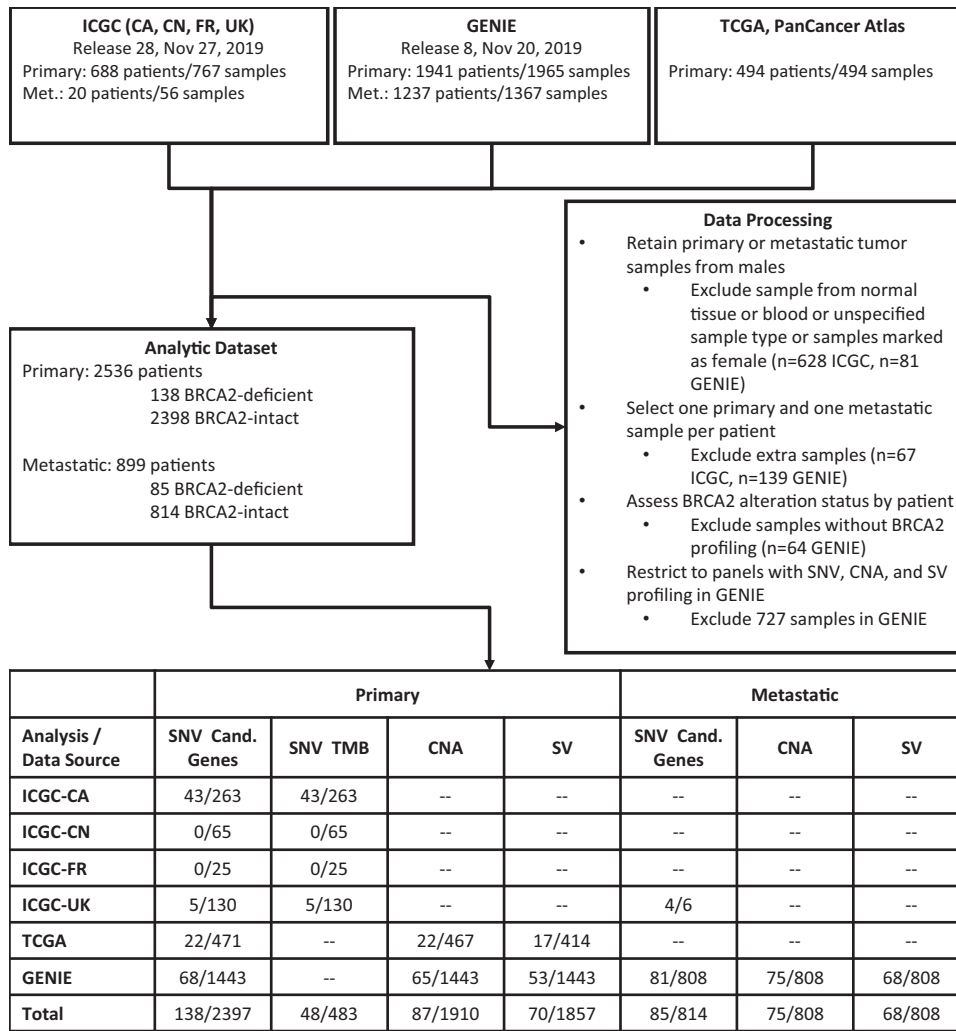 ICGC (CA, CN, FR, UK)
Release 28, Nov 27, 2019
Primary: 688 patients/767 samples
Met.: 20 patients/56 samples
GENIE
Release 8, Nov 20, 2019
Primary: 1941 patients/1965 samples
Met.: 1237 patients/1367 samples
TCGA, PanCancer Atlas
Primary: 494 patients/494 samples
Data Processing
• Retain primary or metastatic tumor
samples from males
• Exclude sample from normal
tissue or blood or unspecified
sample type or samples marked
as female (n=628 ICGC, n=81
GENIE)
• Select one primary and one metastatic
sample per patient
• Exclude extra samples (n=67
ICGC, n=139 GENIE)
• Assess BRCA2 alteration status by patient
• Exclude samples without BRCA2
profiling (n=64 GENIE)
• Restrict to panels with SNV, CNA, and SV
profiling in GENIE
• Exclude 727 samples in GENIE
Analytic Dataset
Primary: 2536 patients
138 BRCA2-deficient
2398 BRCA2-intact
Metastatic: 899 patients
85 BRCA2-deficient
814 BRCA2-intact
Primary Metastatic
Analysis / Data Source SNV Cand. Genes SNV TMB CNA SV SNV Cand. Genes CNA SV
ICGC-CA 43/263 43/263 -- -- -- -- --
ICGC-CN 0/65 0/65 -- -- -- -- --
ICGC-FR 0/25 0/25 -- -- -- -- --
ICGC-UK 5/130 5/130 -- -- 4/6 -- --
TCGA 22/471 -- 22/467 17/414 -- -- --
GENIE 68/1443 -- 65/1443 53/1443 81/808 75/808 68/808
Total 138/2397 48/483 87/1910 70/1857 85/814 75/808 68/808